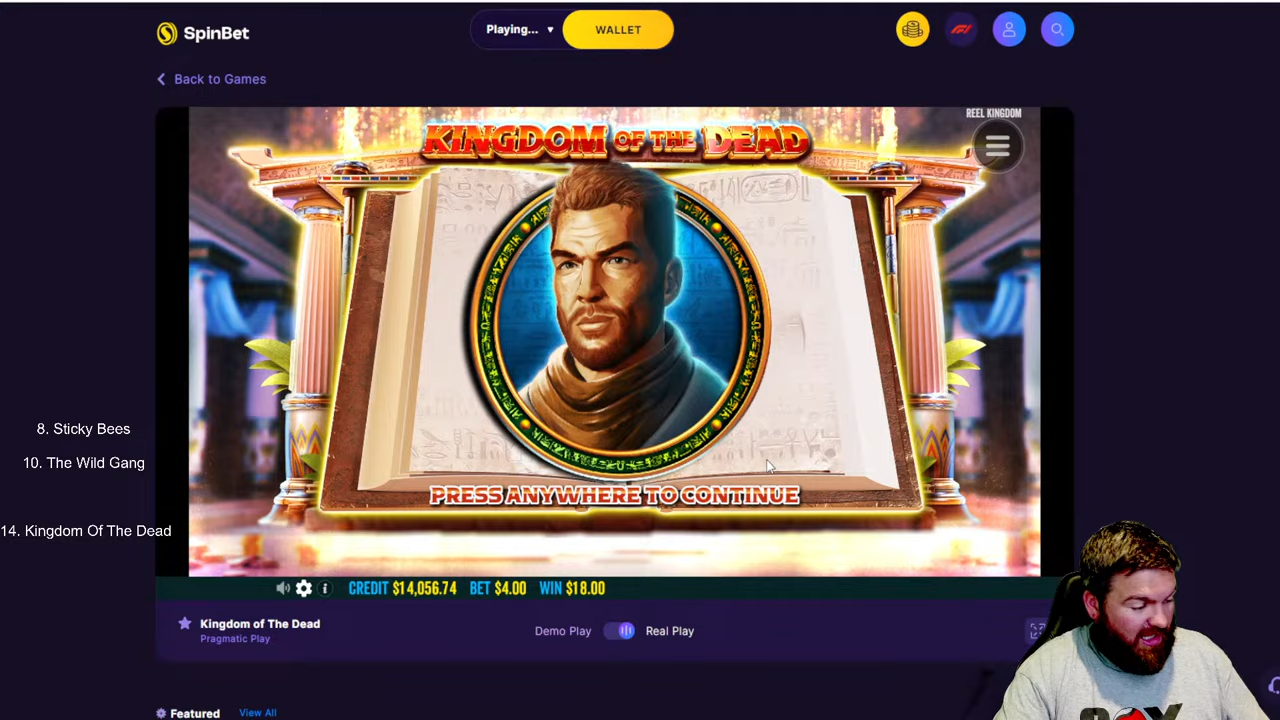 SpinBet
Playing... ▼
WALLET
Back to Games
REEL KINGDOM
KINGDOM OF THE DEAD
PRESS ANYWHERE TO CONTINUE
8. Sticky Bees
10. The Wild Gang
14. Kingdom Of The Dead
CREDIT $14,056.74 BET $4.00 WIN $18.00
Kingdom of The Dead
Pragmatic Play
Demo Play
Real Play
Featured
View All